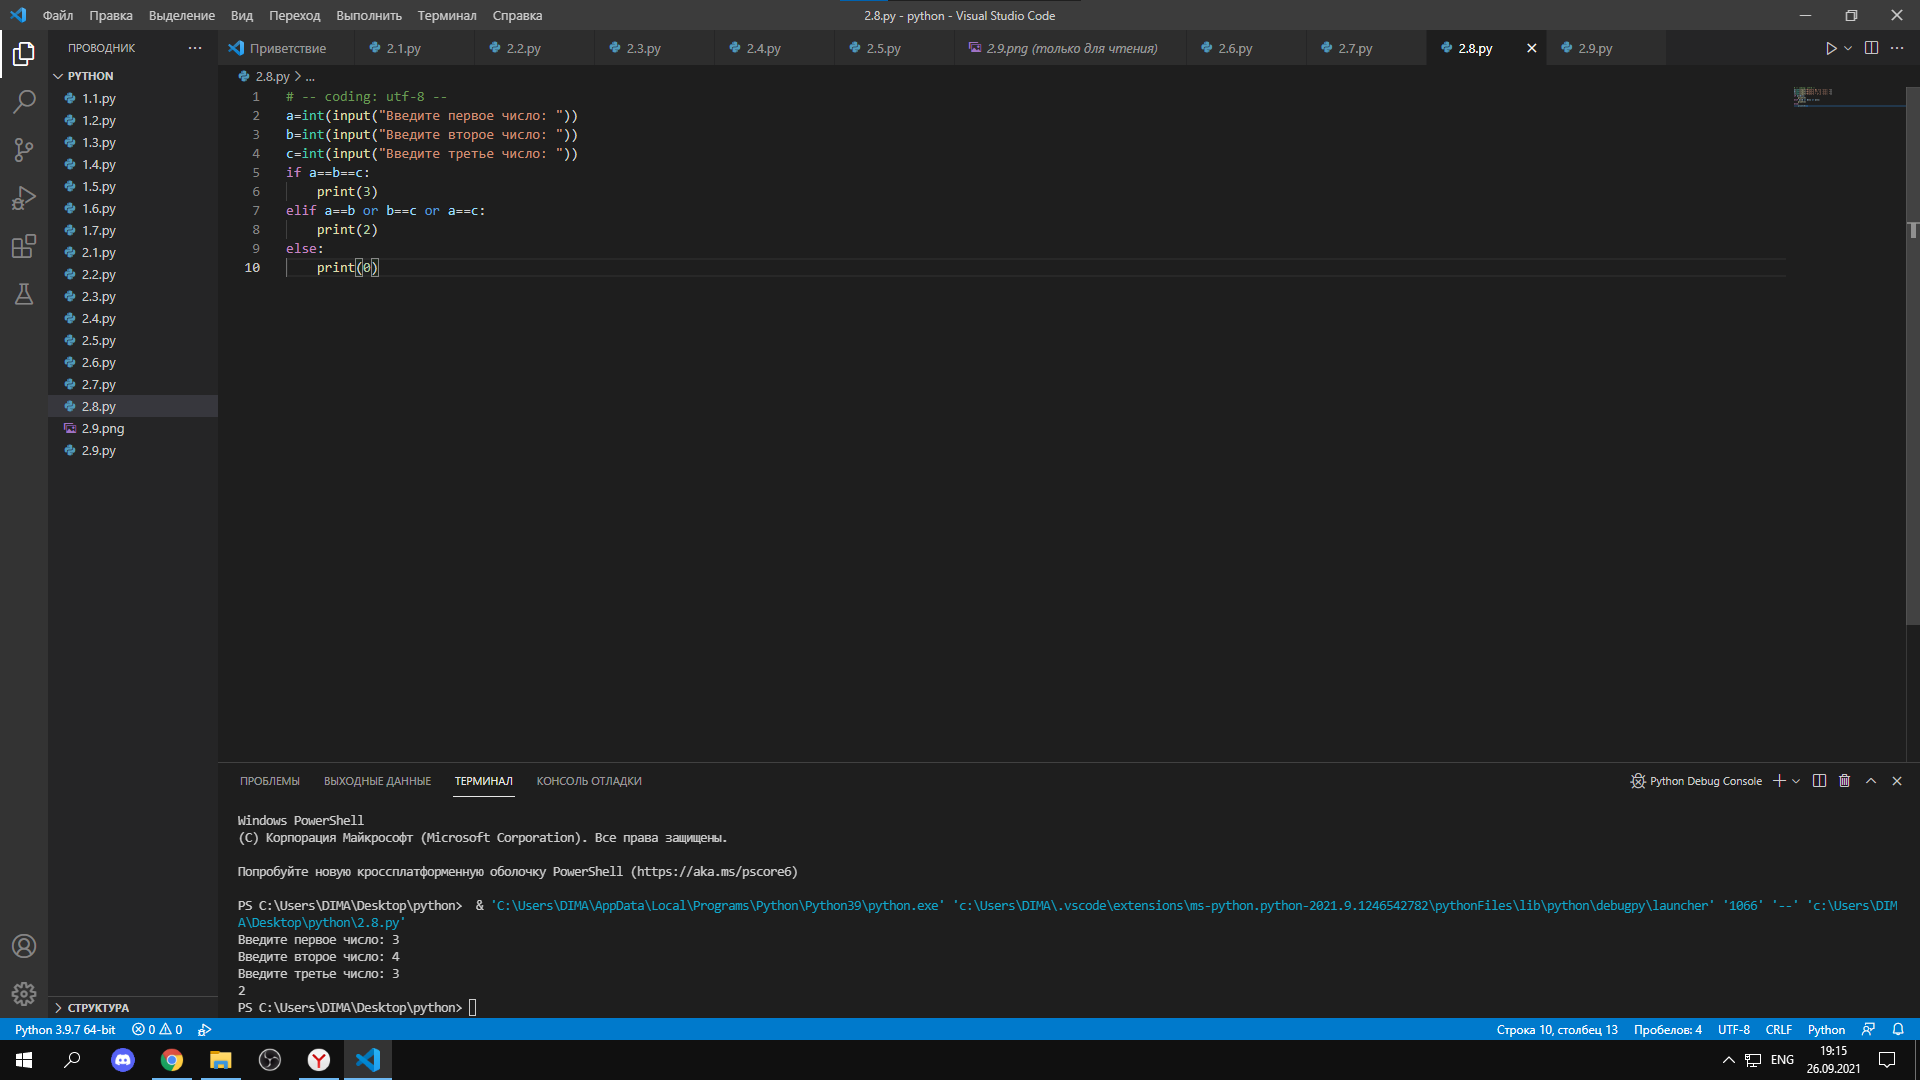 Файл Правка Выделение Вид Переход Выполнить Терминал Справка
2.8.py - python - Visual Studio Code
ПРОВОДНИК
Приветствие 2.1.py 2.2.py 2.3.py 2.4.py 2.5.py 2.9.png (только для чтения) 2.6.py 2.7.py 2.8.py 2.9.py
PYTHON
1.1.py
1.2.py
1.3.py
1.4.py
1.5.py
1.6.py
1.7.py
2.1.py
2.2.py
2.3.py
2.4.py
2.5.py
2.6.py
2.7.py
2.8.py
2.9.png
2.9.py
СТРУКТУРА
2.8.py > ...
1 # -- coding: utf-8 --
2 a=int(input("Введите первое число: "))
3 b=int(input("Введите второе число: "))
4 c=int(input("Введите третье число: "))
5 if a==b==c:
6     print(3)
7 elif a==b or b==c or a==c:
8     print(2)
9 else:
10     print(0)
ПРОБЛЕМЫ ВЫХОДНЫЕ ДАННЫЕ ТЕРМИНАЛ КОНСОЛЬ ОТЛАДКИ
Python Debug Console
Windows PowerShell
(C) Корпорация Майкрософт (Microsoft Corporation). Все права защищены.
Попробуйте новую кроссплатформенную оболочку PowerShell (https://aka.ms/pscore6)
PS C:\Users\DIMA\Desktop\python>  & 'C:\Users\DIMA\AppData\Local\Programs\Python\Python39\python.exe' 'c:\Users\DIMA\.vscode\extensions\ms-python.python-2021.9.1246542782\pythonFiles\lib\python\debugpy\launcher' '1066' '--' 'c:\Users\DIM
A\Desktop\python\2.8.py'
Введите первое число: 3
Введите второе число: 4
Введите третье число: 3
2
PS C:\Users\DIMA\Desktop\python>
Python 3.9.7 64-bit 0 0
Строка 10, столбец 13 Пробелов: 4 UTF-8 CRLF Python
ENG
19:15
26.09.2021